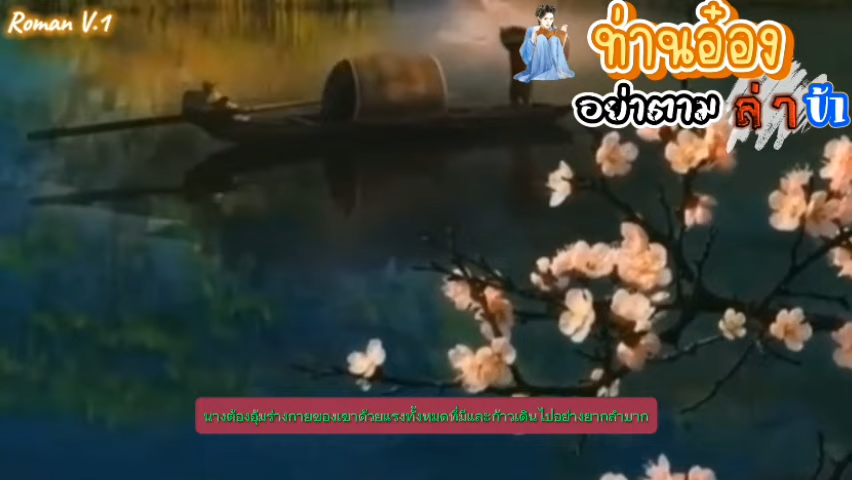 Roman V.1
ท่านอ๋อง
อย่าตาม ล่า ข้า
นางต้องอุ้มร่างกายของเขาด้วยแรงทั้งหมดที่มีและก้าวเดินไปอย่างยากลำบาก